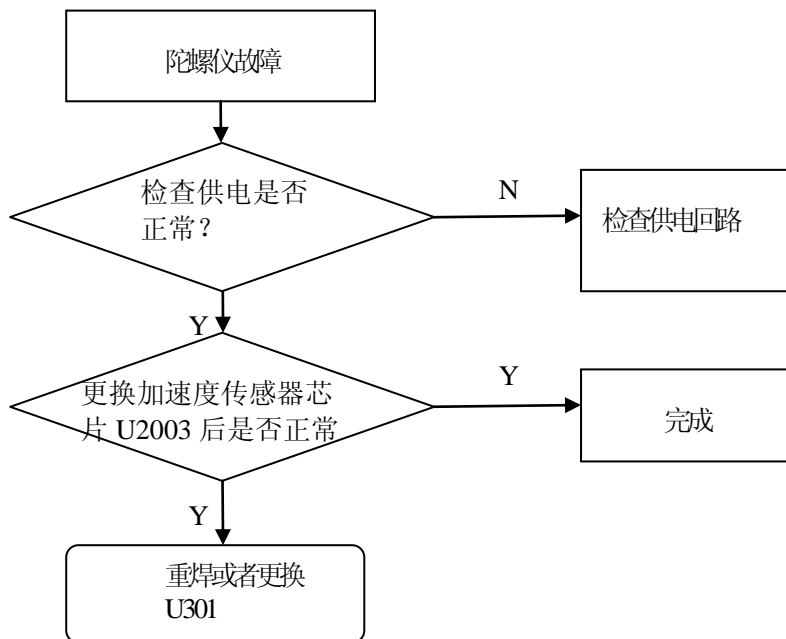 陀螺仪故障
检查供电是否
正常？
N
检查供电回路
Y
更换加速度传感器芯
片 U2003 后是否正常
Y
完成
Y
重焊或者更换
U301